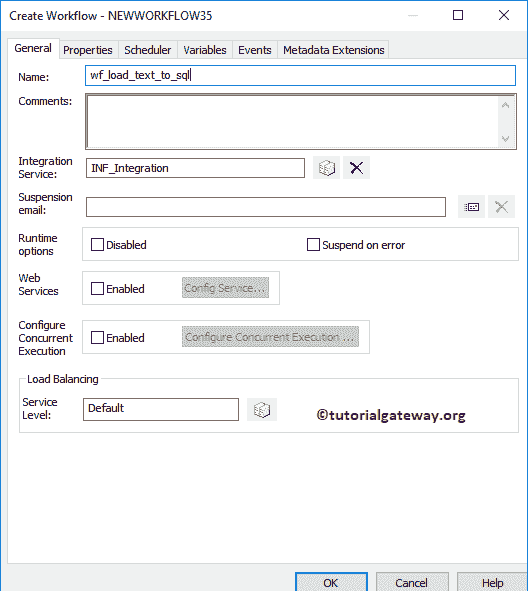 Create Workflow - NEWWORKFLOW35
General Properties Scheduler Variables Events Metadata Extensions
Name: wf_load_text_to_sql
Comments:
Integration
Service: INF_Integration
Suspension
email:
Runtime
options Disabled Suspend on error
Web
Services Enabled Config Service...
Configure
Concurrent
Execution Enabled Configure Concurrent Execution ...
Load Balancing
Service
Level: Default
©tutorialgateway.org
OK Cancel Help